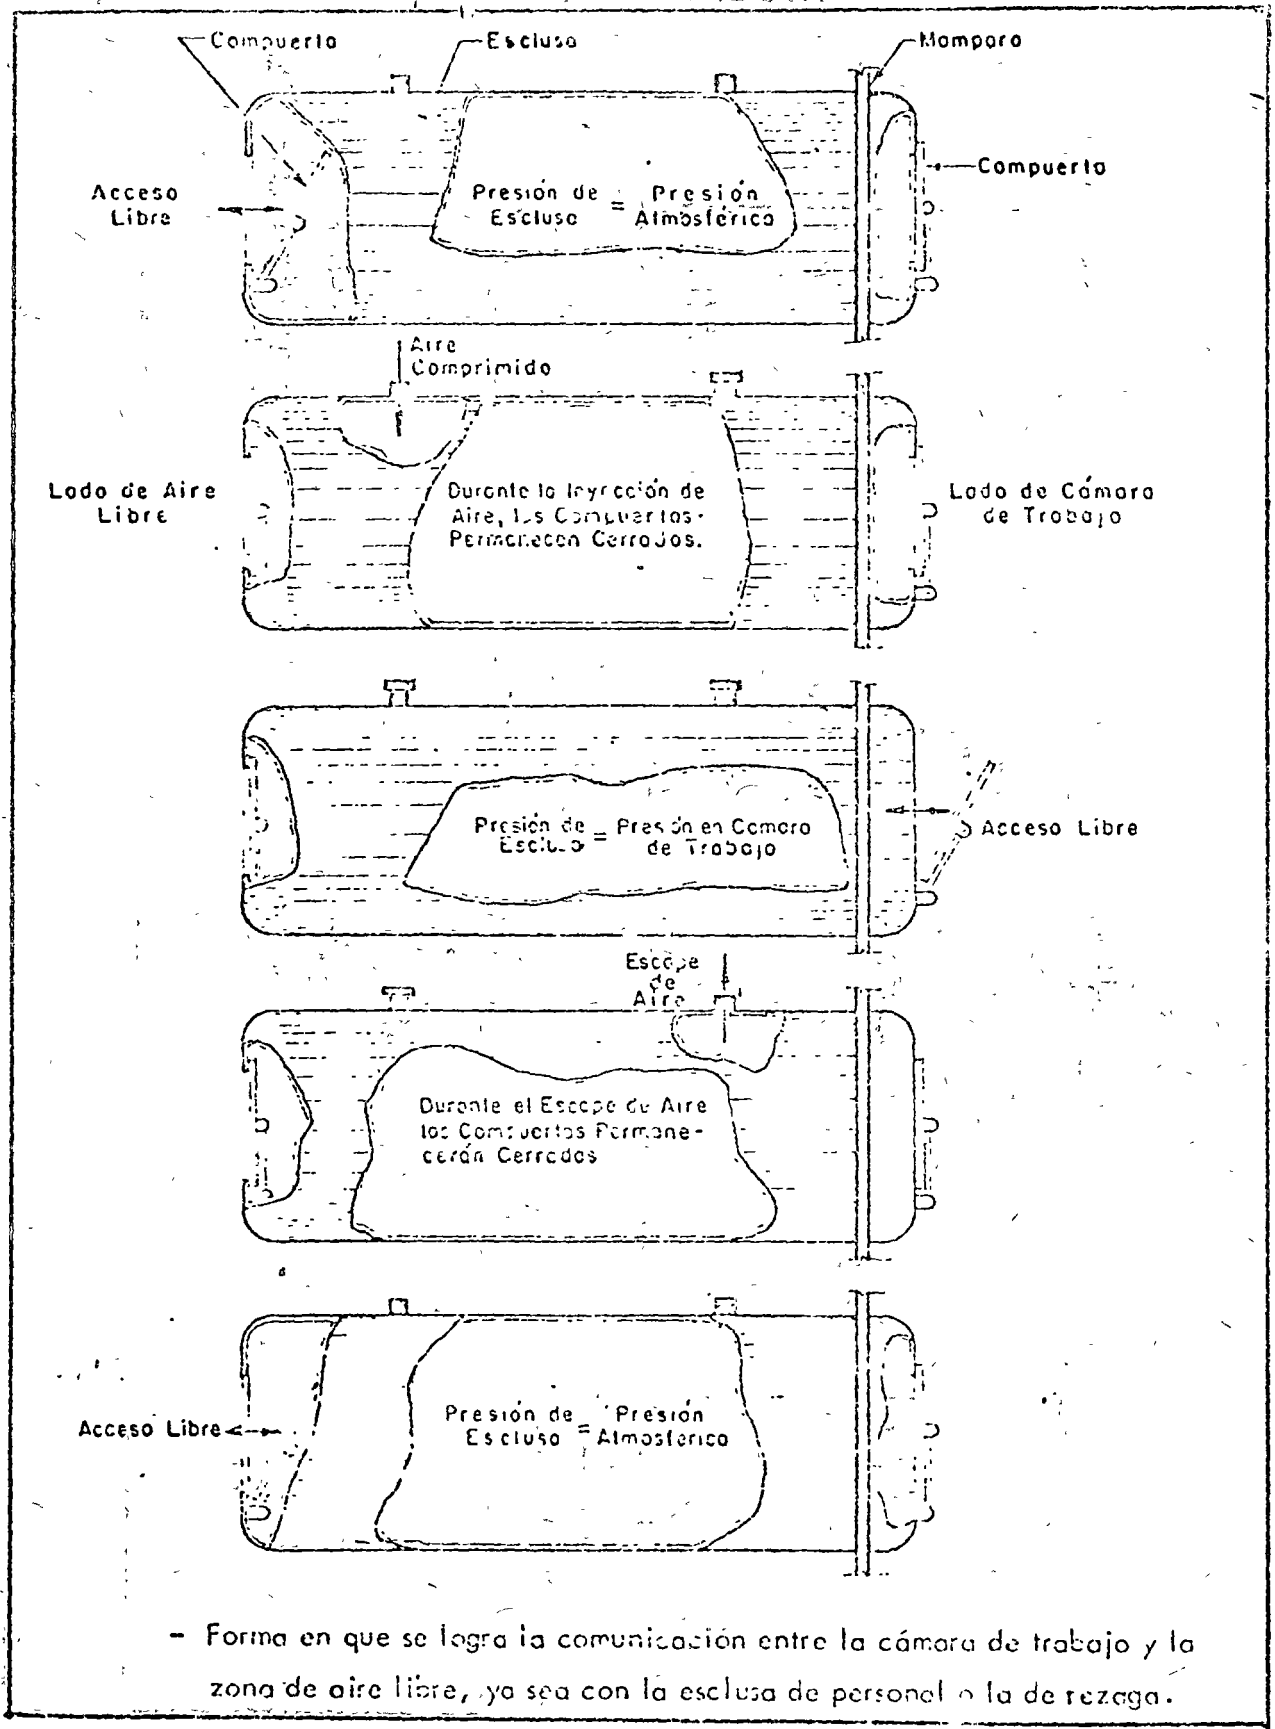 Compuerta
Esclusa
Mampara
Compuerta
Acceso
Libre
Presión de
Esclusa
=
Presión
Atmosférica
Aire
Comprimido
Lado de Aire
Libre
Durante la Inyección de
Aire, las Compuertas-
Permanecen Cerradas.
Lado de Cámara
de Trabajo
Presión de
Esclusa
=
Presión en Camara
de Trabajo
Acceso Libre
Escape
de
Aire
Durante el Escape de Aire
las Compuertas Permane-
cerán Cerradas
Acceso Libre
Presión de
Esclusa
=
Presión
Atmosférica
- Forma en que se logra la comunicación entre la cámara de trabajo y la
zona de aire libre, ya sea con la esclusa de personal o la de rezaga.